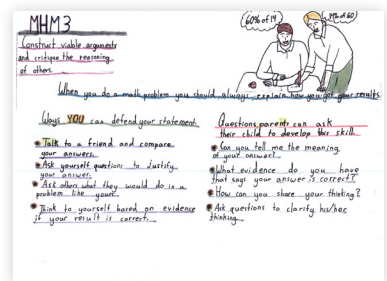 MHM3
60% of 14
14% of 60
Construct viable arguments
and critique the reasoning
of others.
When you do a math problem you should always explain how you got your results.
Ways YOU can defend your statement:
Talk to a friend and compare
your answer.
Ask yourself questions to justify
your answer.
Ask others what they would do in a
problem like yours.
Think to yourself based on evidence
if your result is correct.
Questions parents can ask
their child to develop this skill.
Can you tell me the meaning
of your answer?
What evidence do you have
that says your answer is correct?
How can you share your thinking?
Ask questions to clarify his/her
thinking